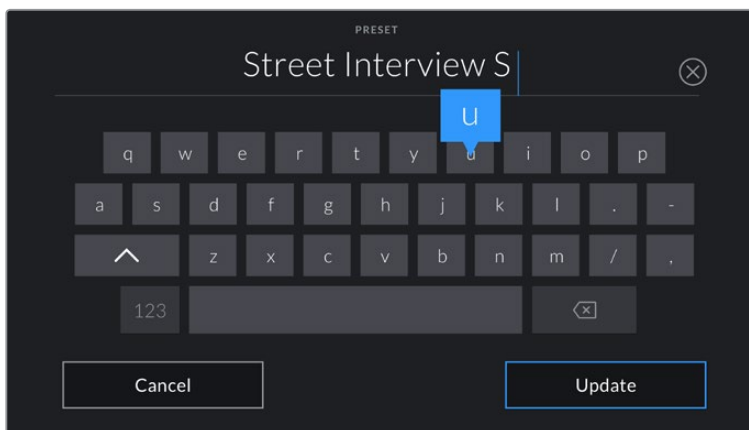 PRESET
Street Interview S
u
q w e r t y u i o p
a s d f g h j k l . -
z x c v b n m / ,
123
Cancel Update